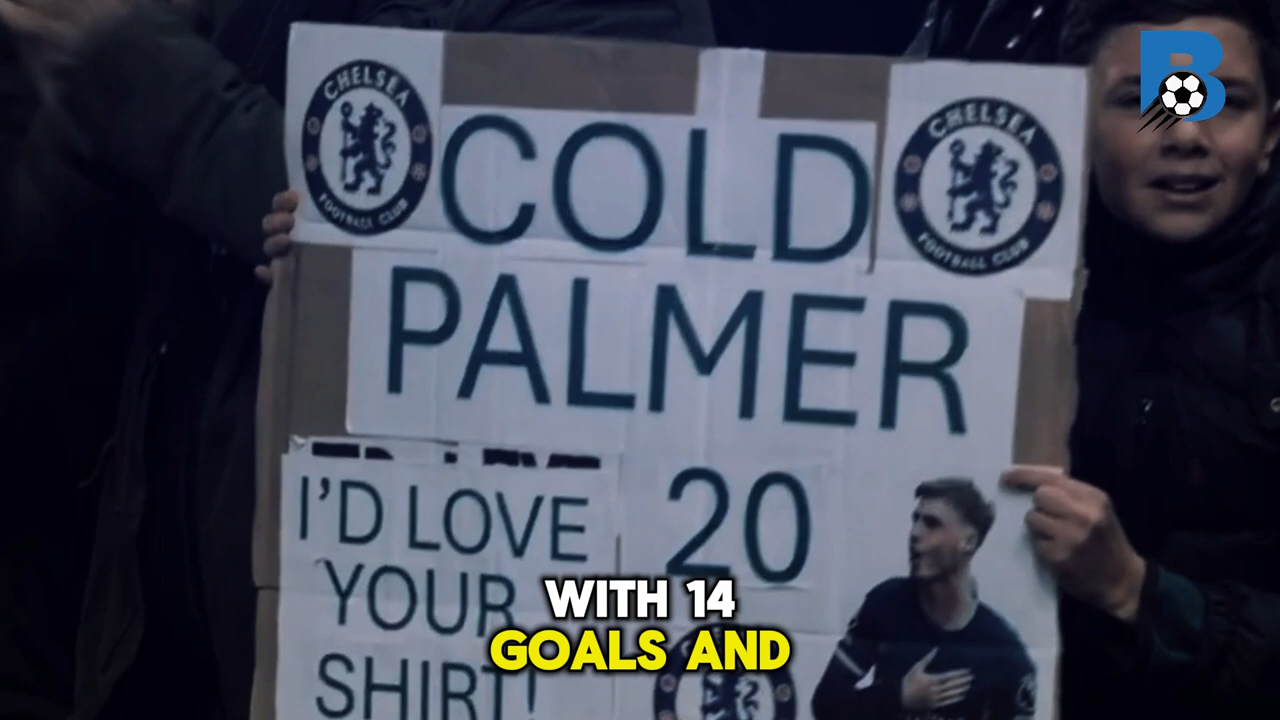 CHELSEA
FOOTBALL CLUB
CHELSEA
FOOTBALL CLUB
COLD
PALMER
20
I'D LOVE
YOUR
SHIRT!
WITH 14
GOALS AND
B